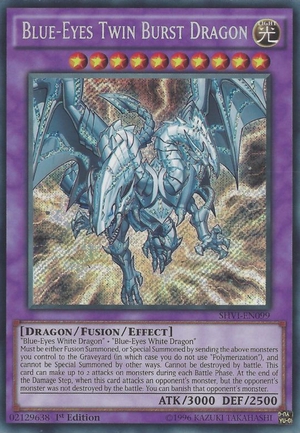 BLUE-EYES TWIN BURST DRAGON
LIGHT
光
SHVI-EN099
[DRAGON/FUSION/EFFECT]
"Blue-Eyes White Dragon" + "Blue-Eyes White Dragon"
Must be either Fusion Summoned, or Special Summoned by sending the above monsters
you control to the Graveyard (in which case you do not use "Polymerization"), and
cannot be Special Summoned by other ways. Cannot be destroyed by battle. This
card can make up to 2 attacks on monsters during each Battle Phase. At the end of
the Damage Step, when this card attacked an opponent's monster, but the opponent's monster
was not destroyed by the battle: You can banish that opponent's monster.
ATK/3000 DEF/2500
02129638 1st Edition ©1996 KAZUKI TAKAHASHI